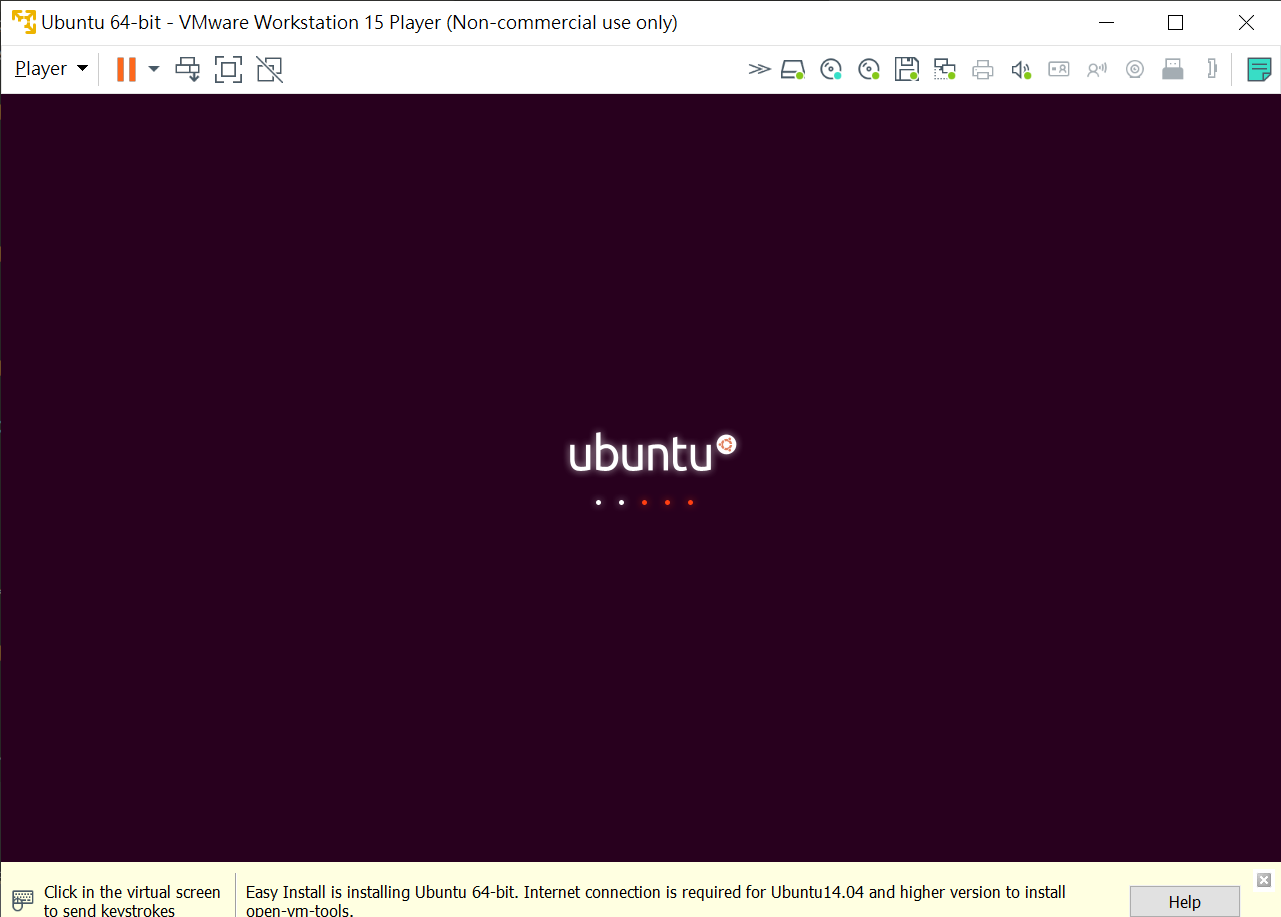 Ubuntu 64-bit - VMware Workstation 15 Player (Non-commercial use only)
Player
ubuntu
Click in the virtual screen
to send keystrokes
Easy Install is installing Ubuntu 64-bit. Internet connection is required for Ubuntu14.04 and higher version to install
open-vm-tools.
Help